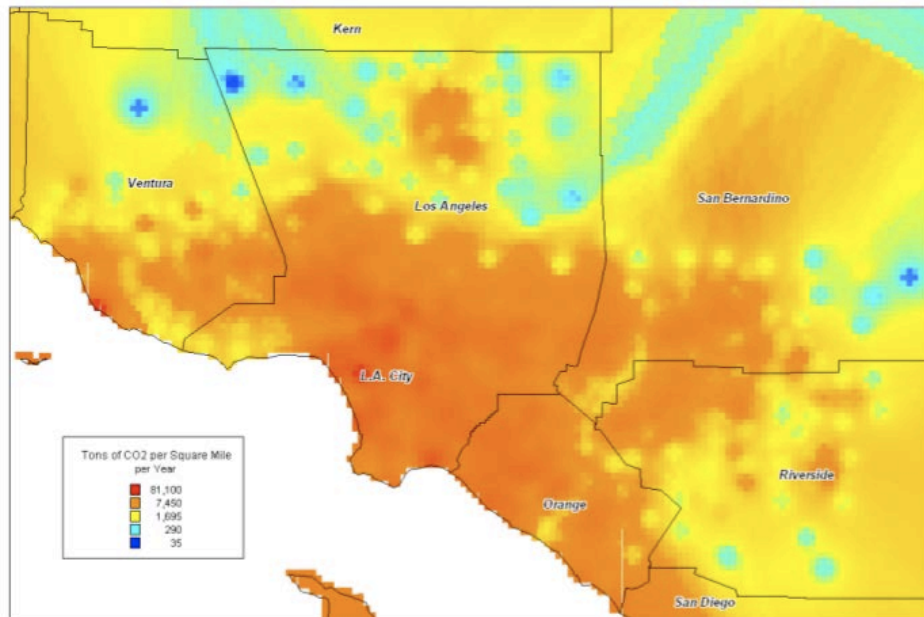 Kern
Ventura
Los Angeles
San Bernardino
L.A. City
Tons of CO2 per Square Mile
per Year
81,100
7,450
1,695
290
35
Orange
Riverside
San Diego